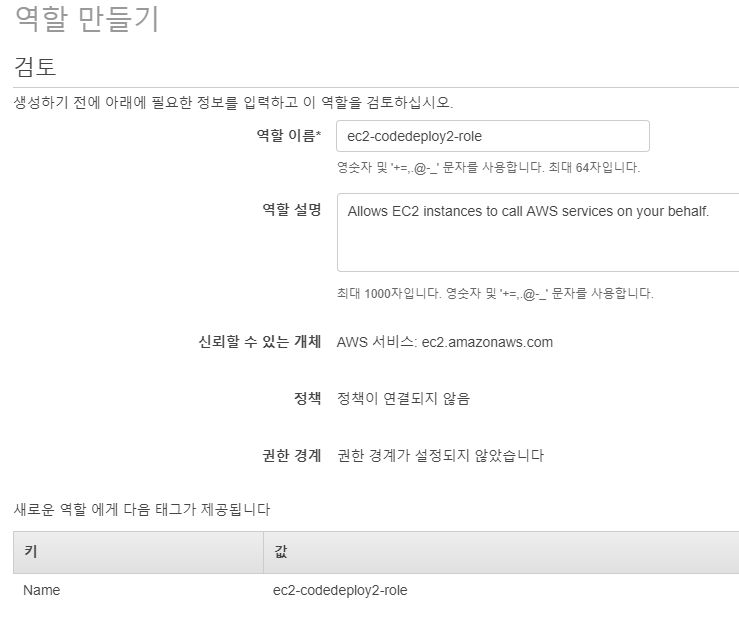 역할 만들기
검토
생성하기 전에 아래에 필요한 정보를 입력하고 이 역할을 검토하십시오.
역할 이름* ec2-codedeploy2-role
영숫자 및 '+=,.@-_' 문자를 사용합니다. 최대 64자입니다.
역할 설명 Allows EC2 instances to call AWS services on your behalf.
최대 1000자입니다. 영숫자 및 '+=,.@-_' 문자를 사용합니다.
신뢰할 수 있는 개체 AWS 서비스: ec2.amazonaws.com
정책 정책이 연결되지 않음
권한 경계 권한 경계가 설정되지 않았습니다
새로운 역할 에게 다음 태그가 제공됩니다
키 값
Name ec2-codedeploy2-role